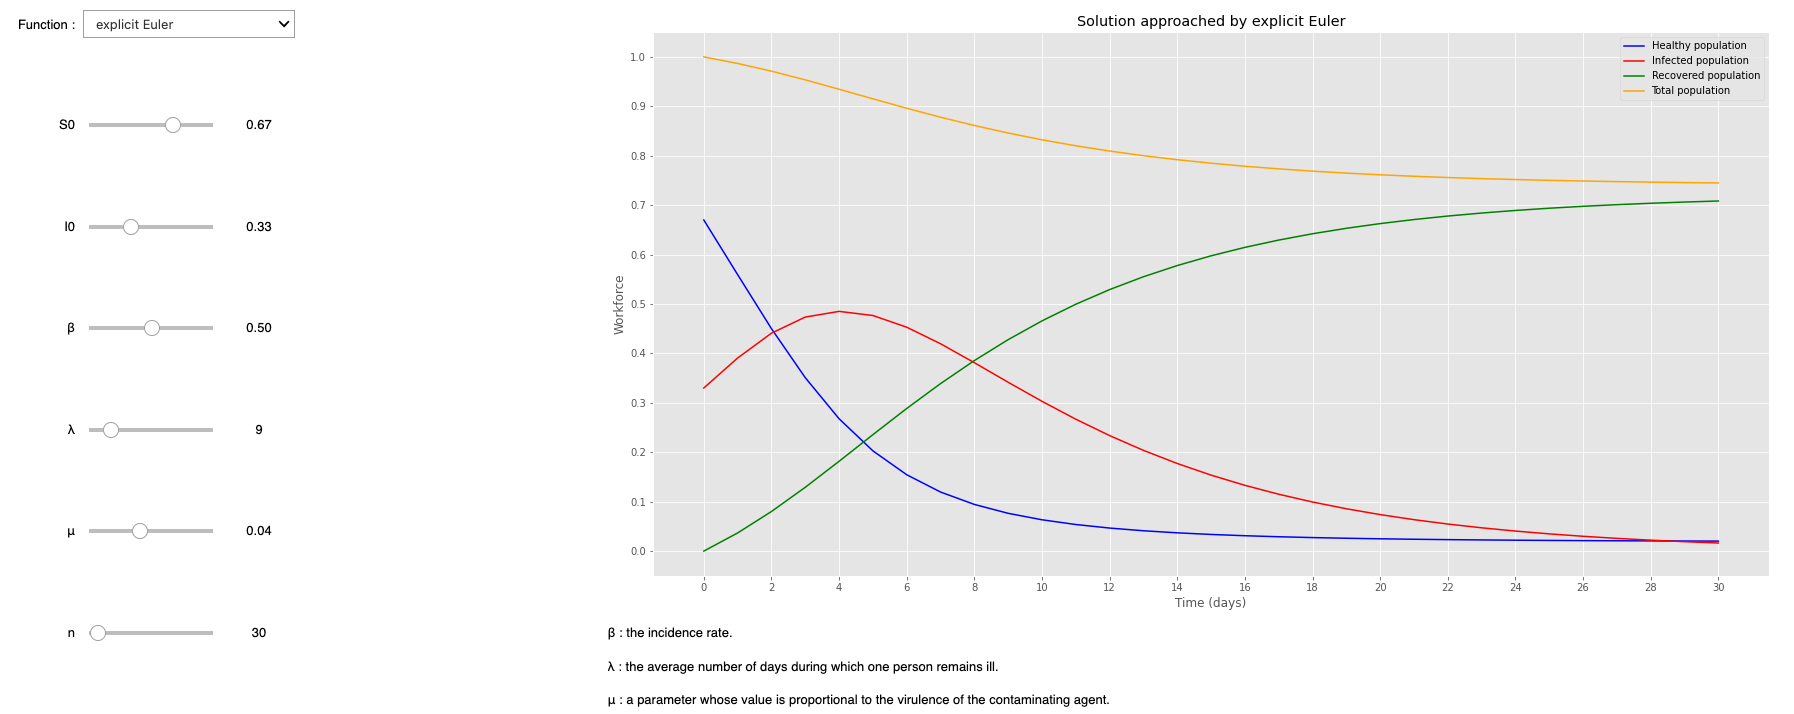 Function :
explicit Euler
S0
0.67
I0
0.33
β
0.50
λ
9
μ
0.04
n
30
Solution approached by explicit Euler
Healthy population
Infected population
Recovered population
Total population
1.0
0.9
0.8
0.7
0.6
0.5
0.4
0.3
0.2
0.1
0.0
Workforce
0 2 4 6 8 10 12 14 16 18 20 22 24 26 28 30
Time (days)
β : the incidence rate.
λ : the average number of days during which one person remains ill.
μ : a parameter whose value is proportional to the virulence of the contaminating agent.